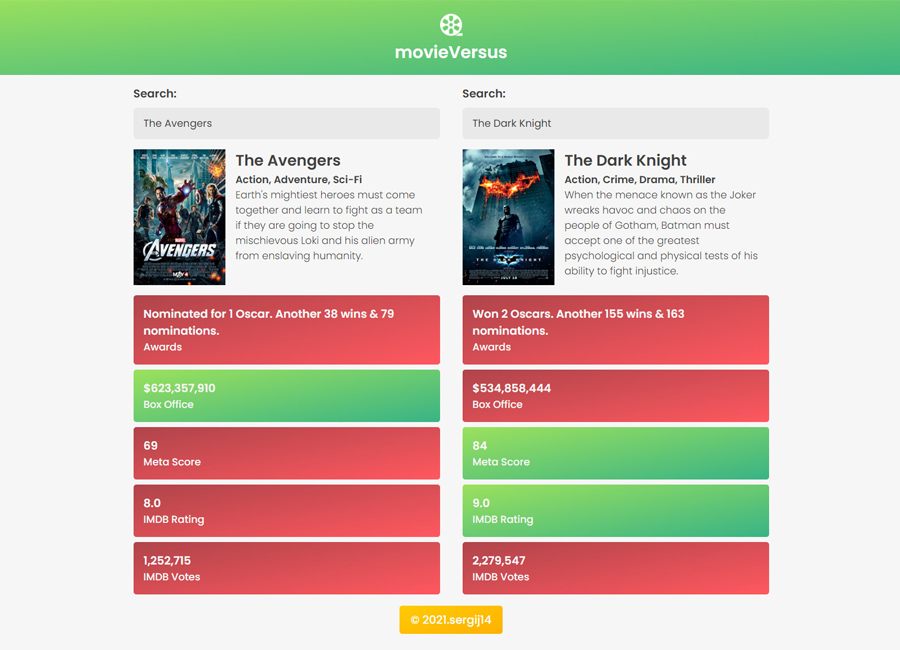 movieVersus
Search:
The Avengers
The Avengers
Action, Adventure, Sci-Fi
Earth's mightiest heroes must come
together and learn to fight as a team
if they are going to stop the
mischievous Loki and his alien army
from enslaving humanity.
MARVEL
AVENGERS
Nominated for 1 Oscar. Another 38 wins & 79
nominations.
Awards
$623,357,910
Box Office
69
Meta Score
8.0
IMDB Rating
1,252,715
IMDB Votes
Search:
The Dark Knight
The Dark Knight
Action, Crime, Drama, Thriller
When the menace known as the Joker
wreaks havoc and chaos on the
people of Gotham, Batman must
accept one of the greatest
psychological and physical tests of his
ability to fight injustice.
THE DARK KNIGHT
JULY 18
Won 2 Oscars. Another 155 wins & 163
nominations.
Awards
$534,858,444
Box Office
84
Meta Score
9.0
IMDB Rating
2,279,547
IMDB Votes
© 2021.sergij14